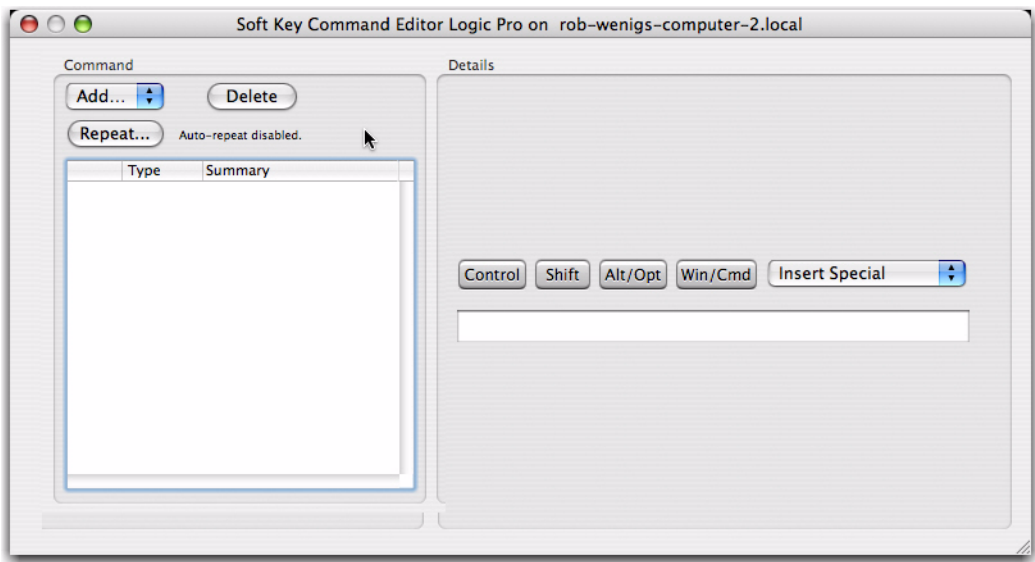 Soft Key Command Editor Logic Pro on rob-wenigs-computer-2.local
Command
Add...
Delete
Repeat...
Auto-repeat disabled.
Type
Summary
Details
Control
Shift
Alt/Opt
Win/Cmd
Insert Special